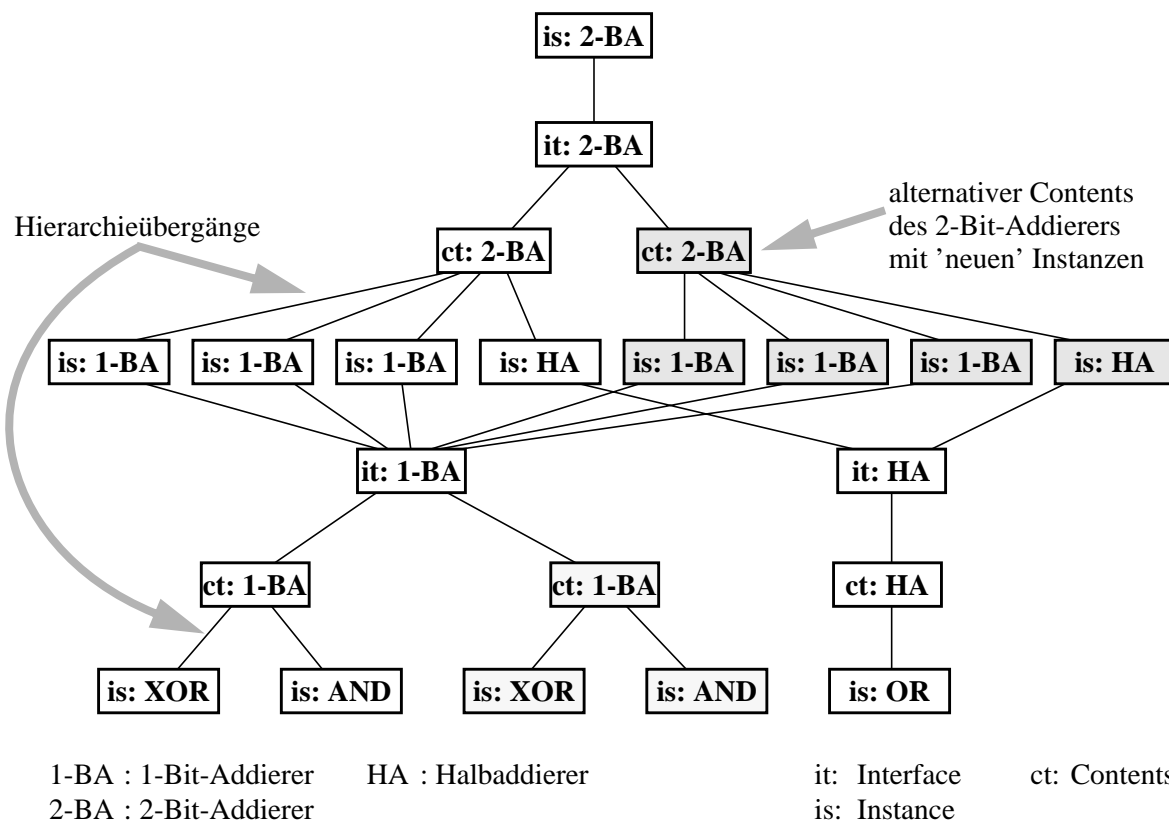 is: 2-BA
it: 2-BA
alternativer Contents
des 2-Bit-Addierers
mit ’neuen’ Instanzen
Hierarchieübergänge
ct: 2-BA
ct: 2-BA
is: 1-BA
is: 1-BA
is: 1-BA
is: HA
is: 1-BA
is: 1-BA
is: 1-BA
is: HA
it: 1-BA
it: HA
ct: 1-BA
ct: 1-BA
ct: HA
is: XOR
is: AND
is: XOR
is: AND
is: OR
1-BA : 1-Bit-Addierer
HA : Halbaddierer
it: Interface
ct: Contents
2-BA : 2-Bit-Addierer
is: Instance